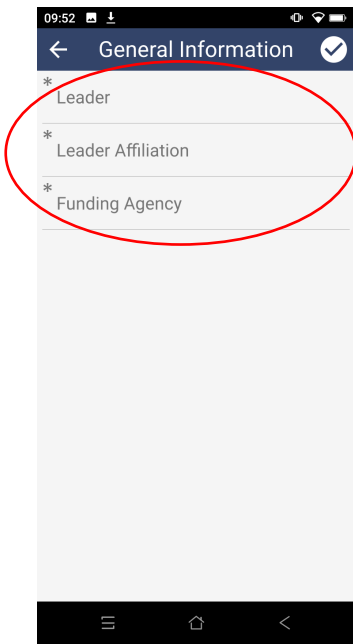 09:52
General Information
*
Leader
*
Leader Affiliation
*
Funding Agency